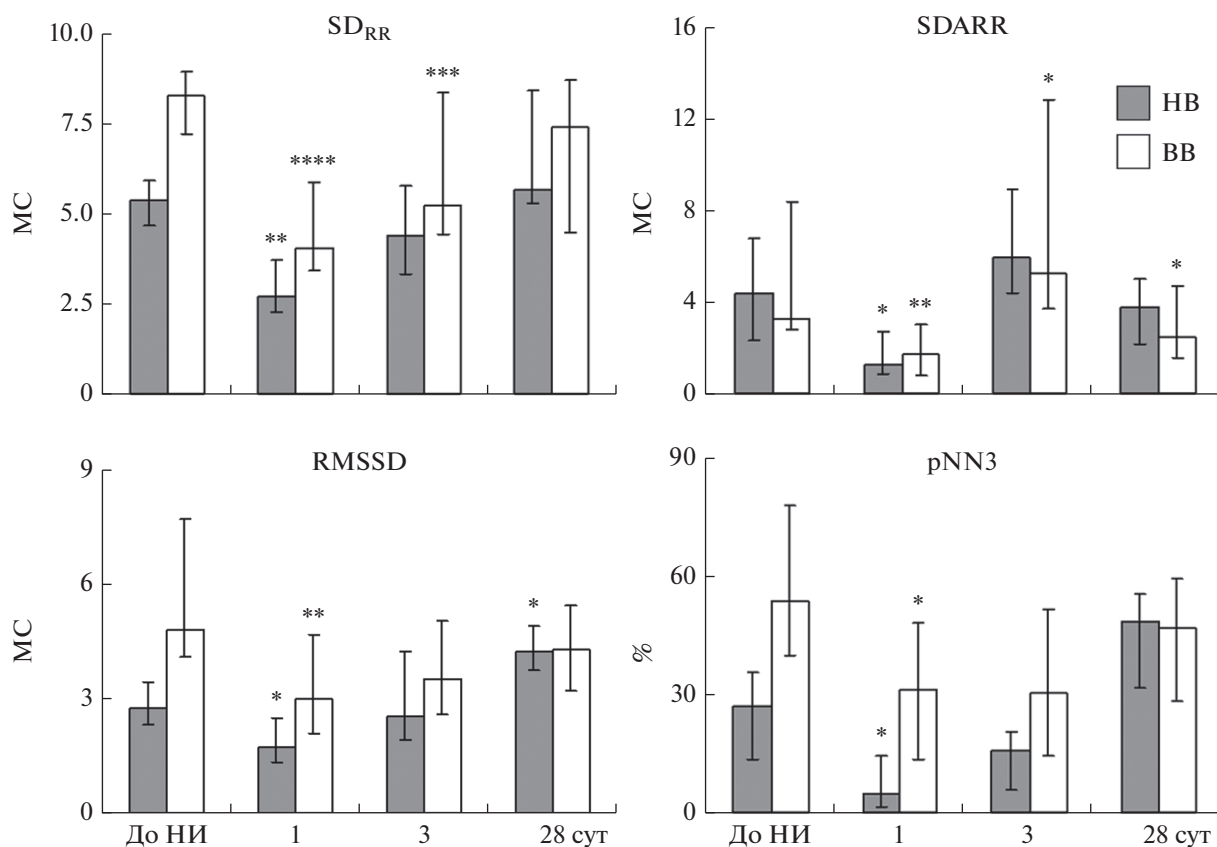 SDRR
10.0
7.5
5.0
2.5
0
МС
**
****
***
SDARR
16
12
8
4
0
МС
*
**
*
*
НВ
ВВ
RMSSD
9
6
3
0
МС
*
**
*
До НИ 1 3 28 сут
pNN3
90
60
30
0
%
*
*
До НИ 1 3 28 сут